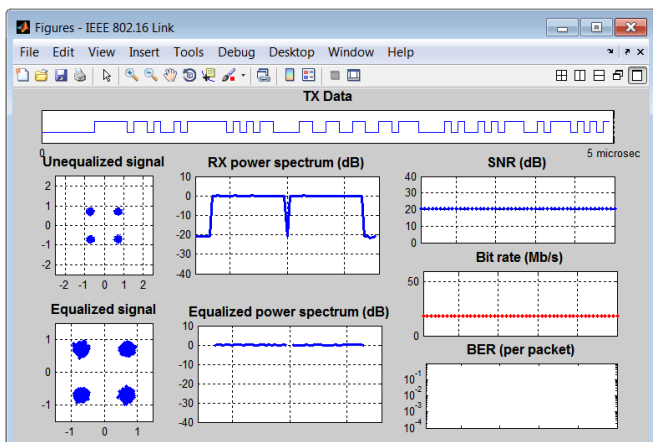 Figures - IEEE 802.16 Link
File Edit View Insert Tools Debug Desktop Window Help
TX Data
0
5 microsec
Unequalized signal
2
1
0
-1
-2
-2 -1 0 1 2
RX power spectrum (dB)
10
0
-10
-20
-30
-40
SNR (dB)
40
30
20
10
0
Bit rate (Mb/s)
50
0
Equalized signal
1
0
-1
-1 0 1
Equalized power spectrum (dB)
10
0
-10
-20
-30
-40
BER (per packet)
10-1
10-2
10-3
10-4